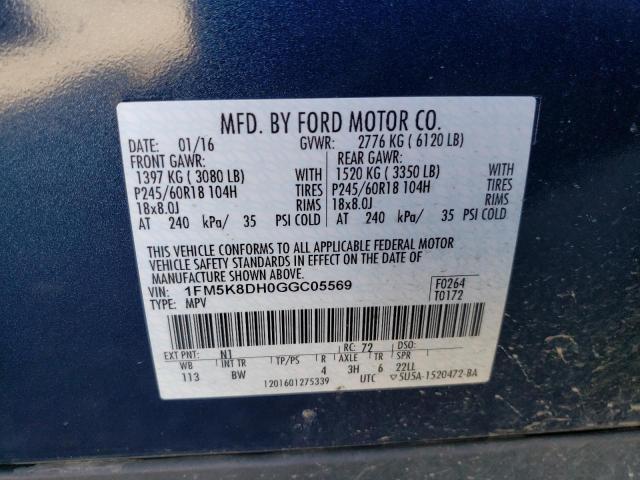 MFD. BY FORD MOTOR CO.
DATE: 01/16 GVWR: 2776 KG ( 6120 LB)
FRONT GAWR: REAR GAWR:
1397 KG ( 3080 LB) WITH 1520 KG ( 3350 LB) WITH
P245/60R18 104H TIRES P245/60R18 104H TIRES
18x8.0J RIMS 18x8.0J RIMS
AT 240 kPa/ 35 PSI COLD AT 240 kPa/ 35 PSI COLD
THIS VEHICLE CONFORMS TO ALL APPLICABLE FEDERAL MOTOR
VEHICLE SAFETY STANDARDS IN EFFECT ON THE DATE OF
MANUFACTURE SHOWN ABOVE.
VIN: 1FM5K8DH0GGC05569 F0264
TYPE: MPV T0172
EXT PNT: N1 RC: 72 DSO:
WB INT TR TP/PS R AXLE TR SPR
113 BW 4 3H 6 22LL
1201601275339 UTC 5U5A-1520472-BA